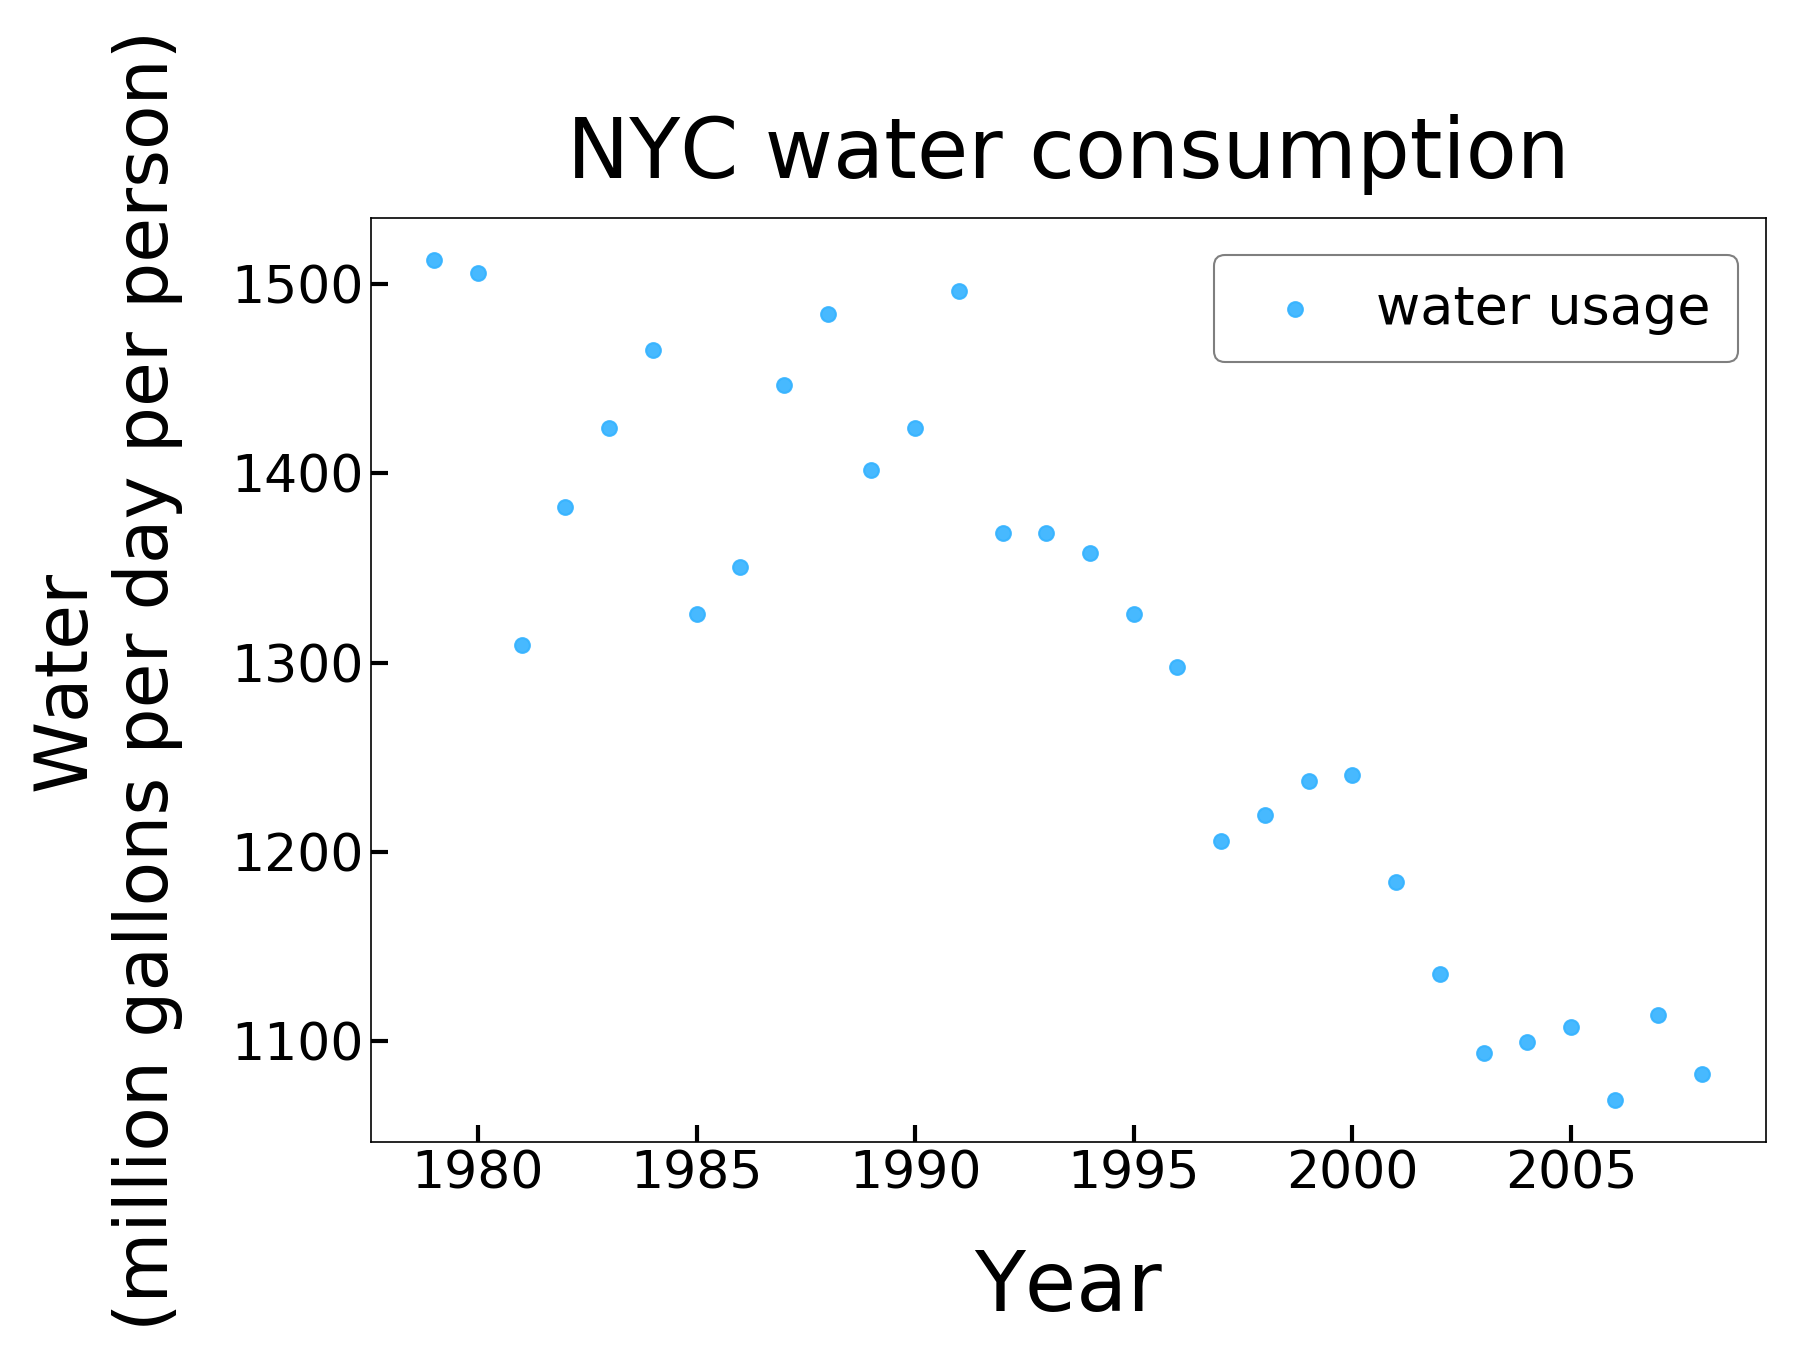 NYC water consumption
water usage
Water
(million gallons per day per person)
1500
1400
1300
1200
1100
1980 1985 1990 1995 2000 2005
Year